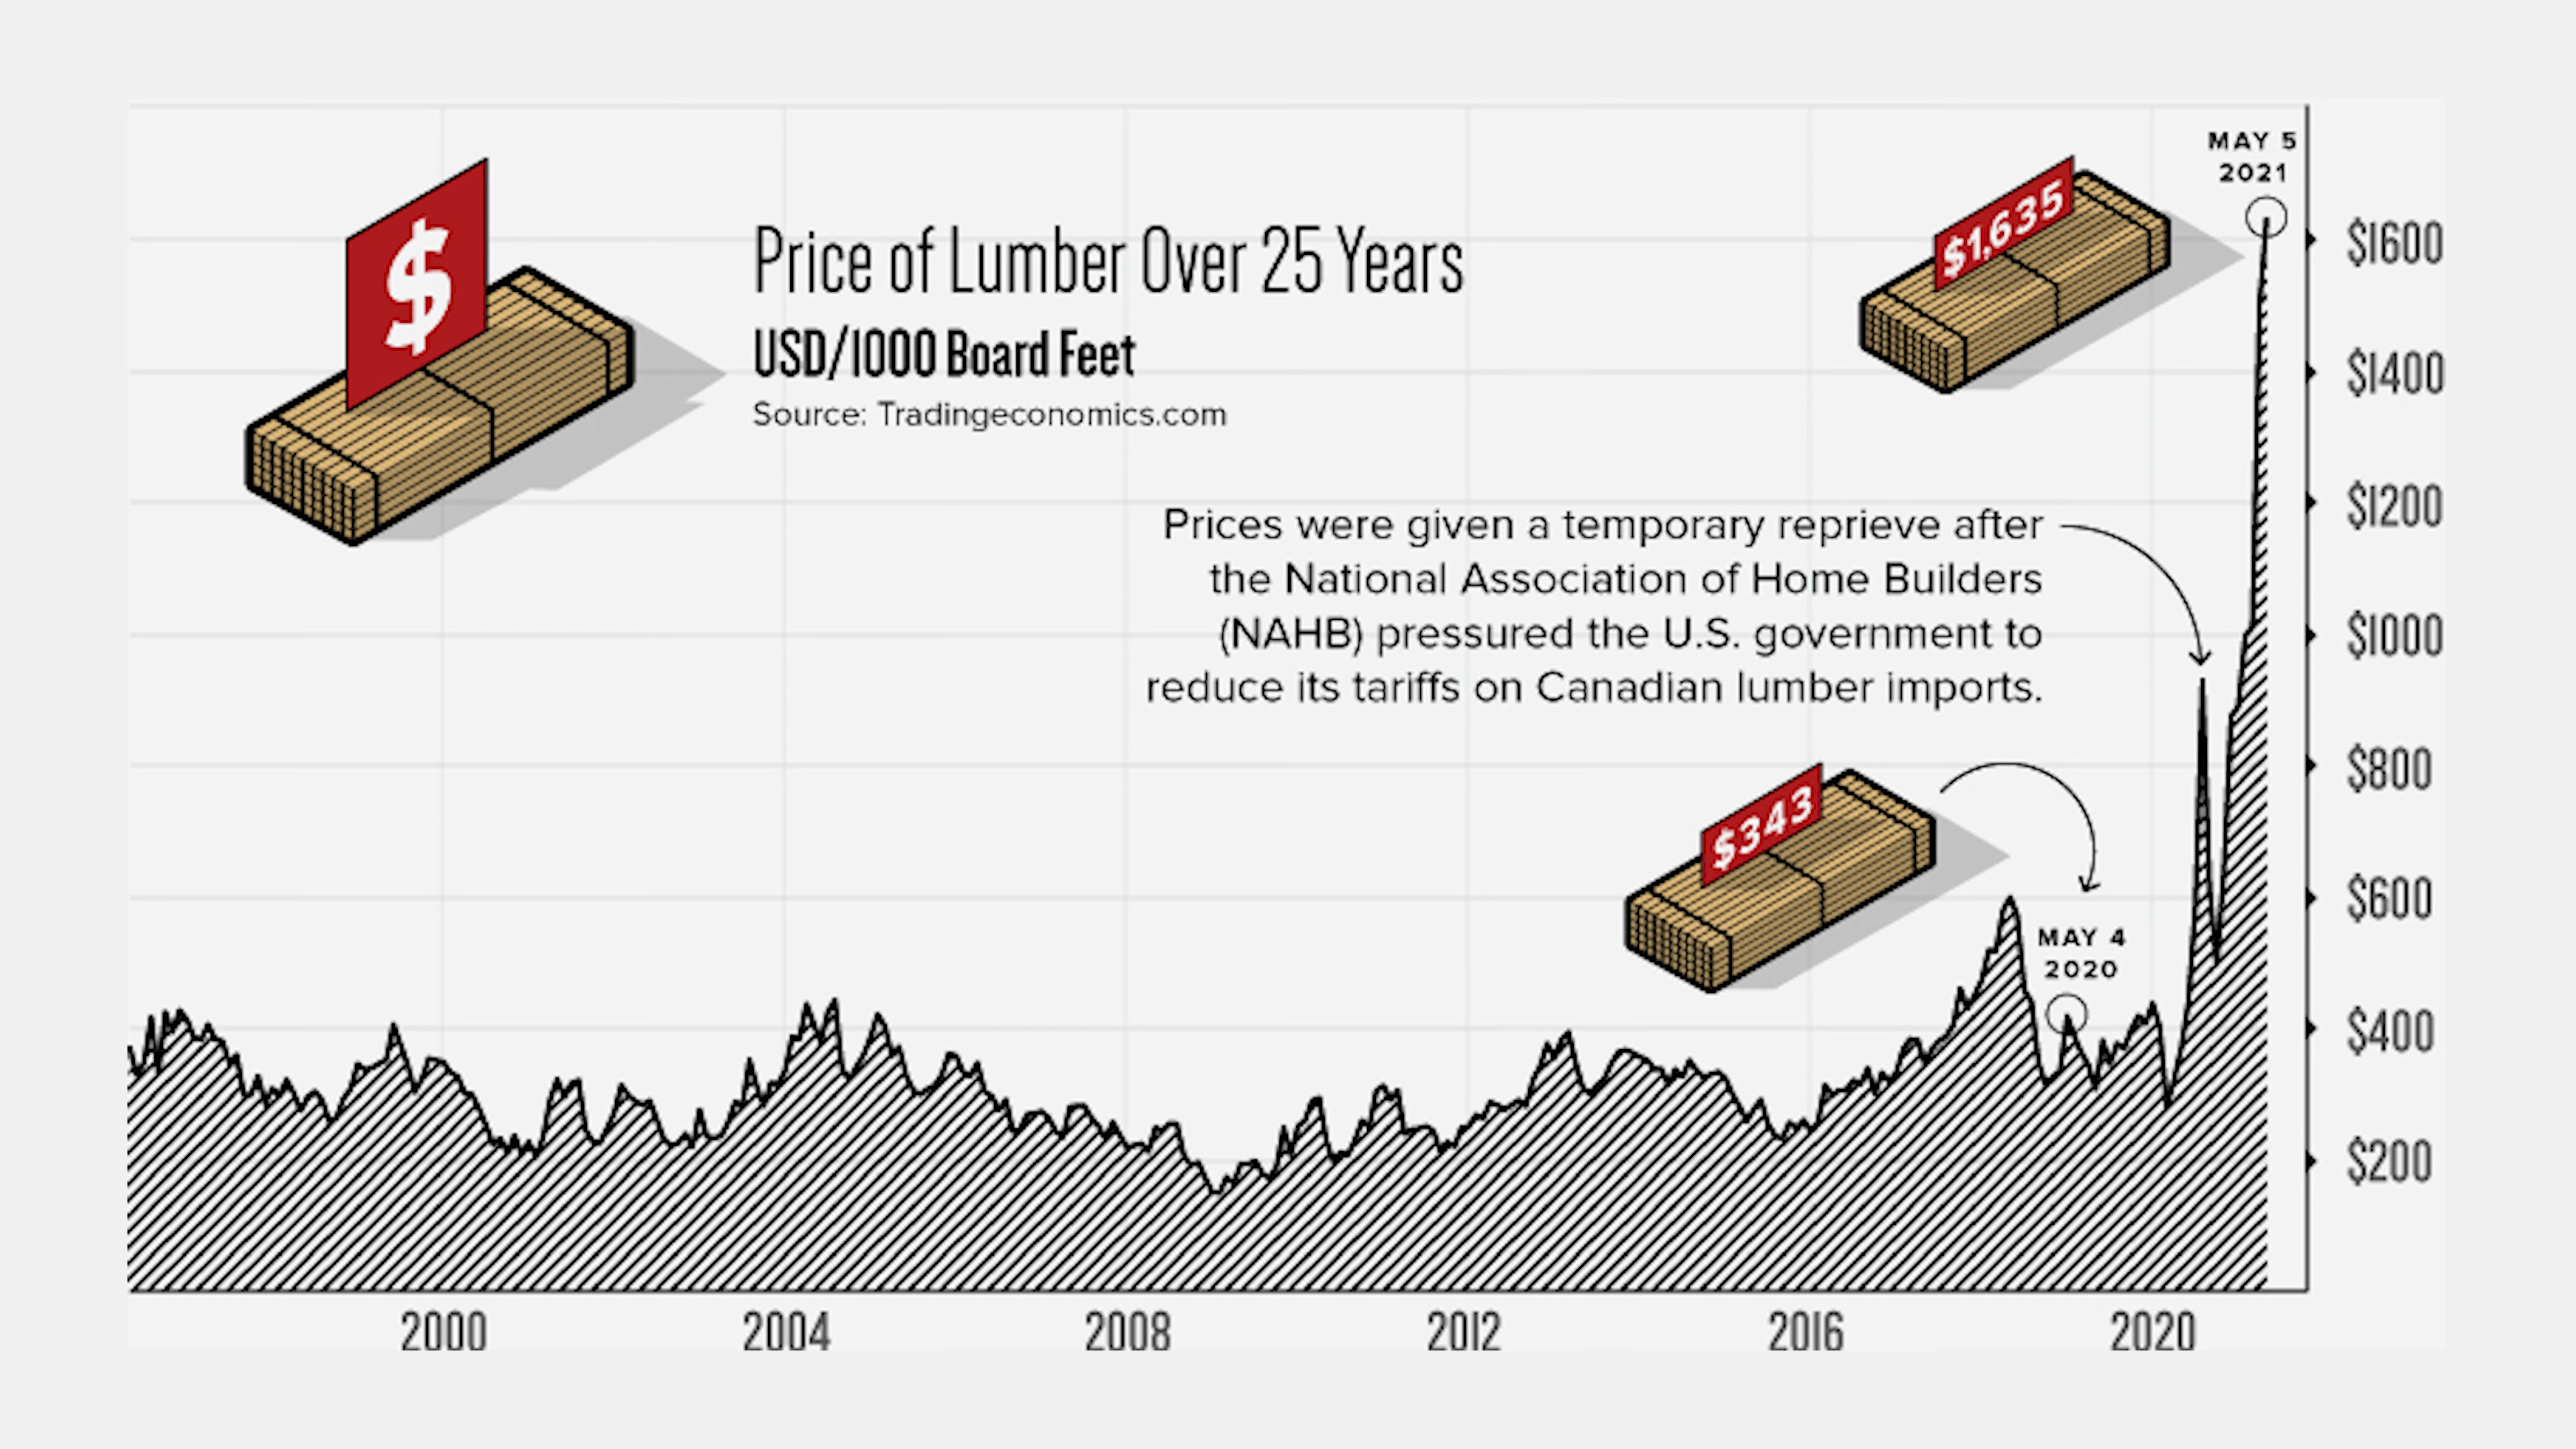 MAY 5
2021
$
$1,635
Price of Lumber Over 25 Years
USD/1000 Board Feet
Source: Tradingeconomics.com
Prices were given a temporary reprieve after
the National Association of Home Builders
(NAHB) pressured the U.S. government to
reduce its tariffs on Canadian lumber imports.
$343
MAY 4
2020
$1600
$1400
$1200
$1000
$800
$600
$400
$200
2000 2004 2008 2012 2016 2020